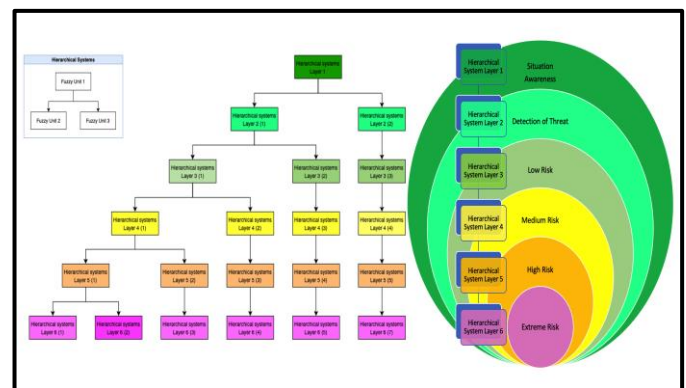 Hierarchical Systems
Fuzzy Unit 1
Fuzzy Unit 2
Fuzzy Unit 3
Hierarchical systems
Layer 1
Hierarchical systems
Layer 2 (1)
Hierarchical systems
Layer 2 (2)
Hierarchical systems
Layer 3 (1)
Hierarchical systems
Layer 3 (2)
Hierarchical systems
Layer 3 (3)
Hierarchical systems
Layer 4 (1)
Hierarchical systems
Layer 4 (2)
Hierarchical systems
Layer 4 (3)
Hierarchical systems
Layer 4 (4)
Hierarchical systems
Layer 5 (1)
Hierarchical systems
Layer 5 (2)
Hierarchical systems
Layer 5 (3)
Hierarchical systems
Layer 5 (4)
Hierarchical systems
Layer 5 (5)
Hierarchical systems
Layer 6 (1)
Hierarchical systems
Layer 6 (2)
Hierarchical systems
Layer 6 (3)
Hierarchical systems
Layer 6 (4)
Hierarchical systems
Layer 6 (5)
Hierarchical systems
Layer 6 (7)
Hierarchical
System Layer 1
Situation
Awareness
Hierarchical
System Layer 2
Detection of Threat
Hierarchical
System Layer 3
Low Risk
Hierarchical
System Layer 4
Medium Risk
Hierarchical
System Layer 5
High Risk
Hierarchical
System Layer 6
Extreme Risk